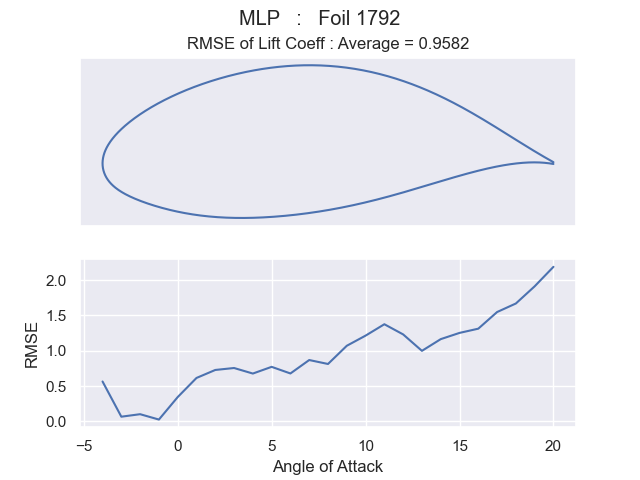 MLP : Foil 1792
RMSE of Lift Coeff : Average = 0.9582
2.0
1.5
1.0
0.5
0.0
RMSE
−5 0 5 10 15 20
Angle of Attack